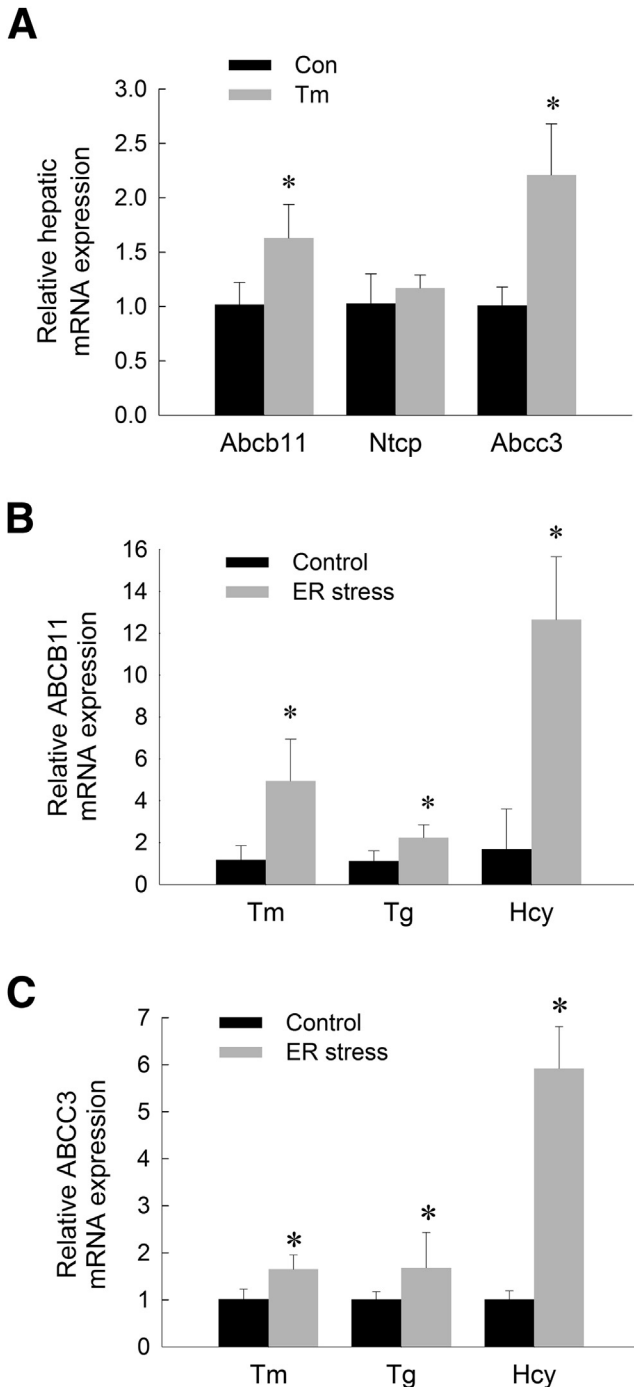 A
Con
Tm
Relative hepatic
mRNA expression
3.0
2.5
2.0
1.5
1.0
0.5
0.0
*
*
Abcb11 Ntcp Abcc3
B
Control
ER stress
Relative ABCB11
mRNA expression
16
14
12
10
8
6
4
2
0
*
*
*
Tm Tg Hcy
C
Control
ER stress
Relative ABCC3
mRNA expression
7
6
5
4
3
2
1
0
*
*
*
Tm Tg Hcy